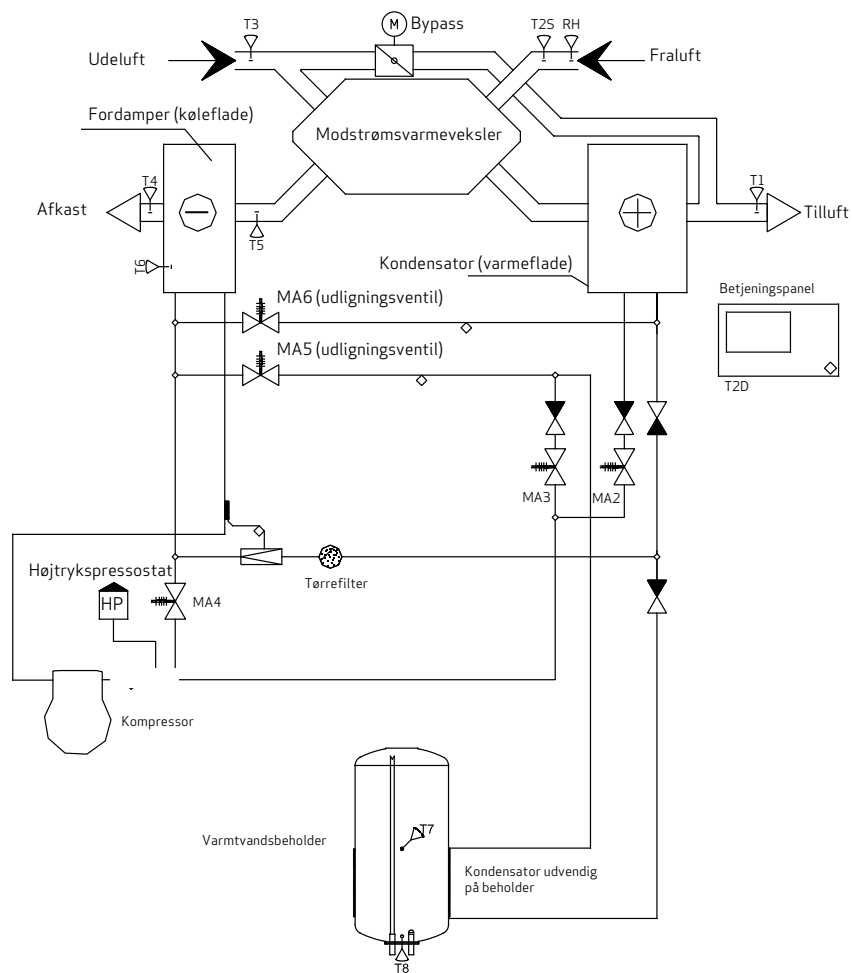 T3
M
Bypass
T2S
RH
Udeluft
Fraluft
Fordamper (køleflade)
Modstrømsvarmeveksler
T4
T1
Afkast
Tilluft
T5
T6
Kondensator (varmeflade)
Betjeningspanel
MA6 (udligningsventil)
MA5 (udligningsventil)
T2D
MA3
MA2
Højtrykspressostat
Tørrefilter
HP
MA4
Kompressor
T7
Varmtvandsbeholder
Kondensator udvendig
på beholder
T8